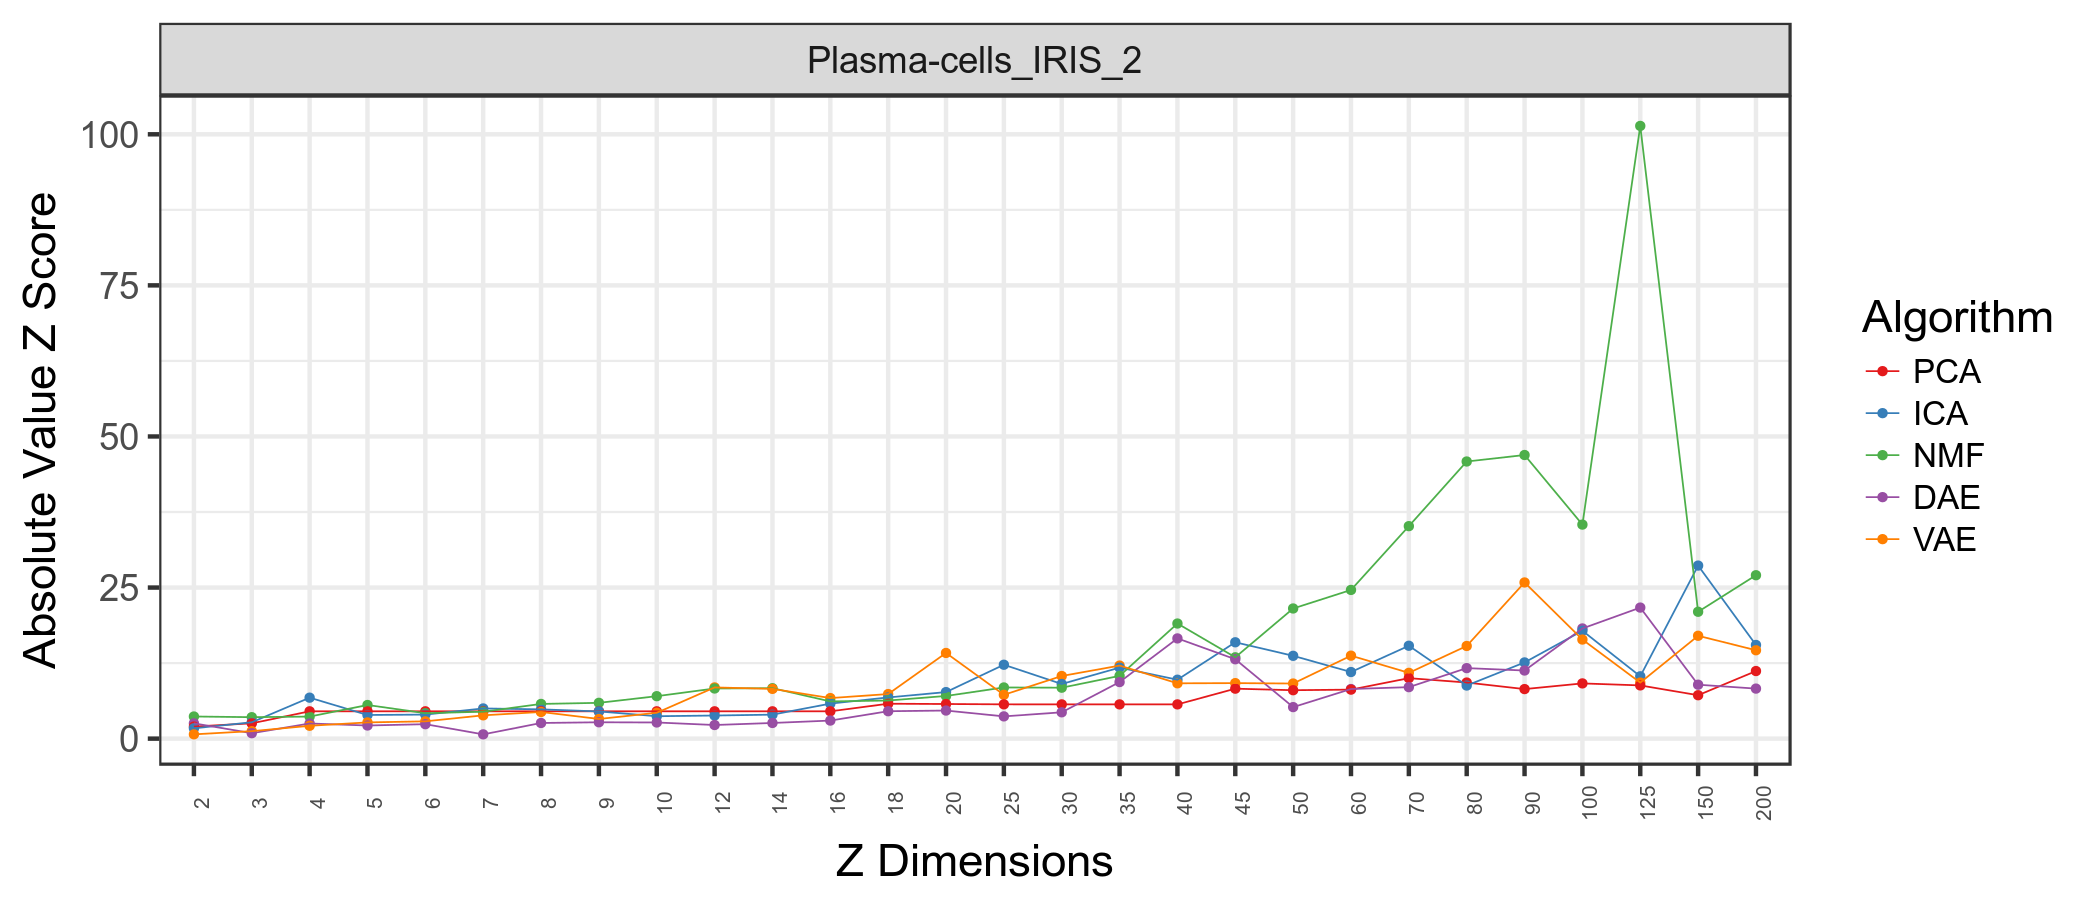 Plasma-cells_IRIS_2
Absolute Value Z Score
100
75
50
25
0
2 3 4 5 6 7 8 9 10 12 14 16 18 20 25 30 35 40 45 50 60 70 80 90 100 125 150 200
Z Dimensions
Algorithm
PCA
ICA
NMF
DAE
VAE